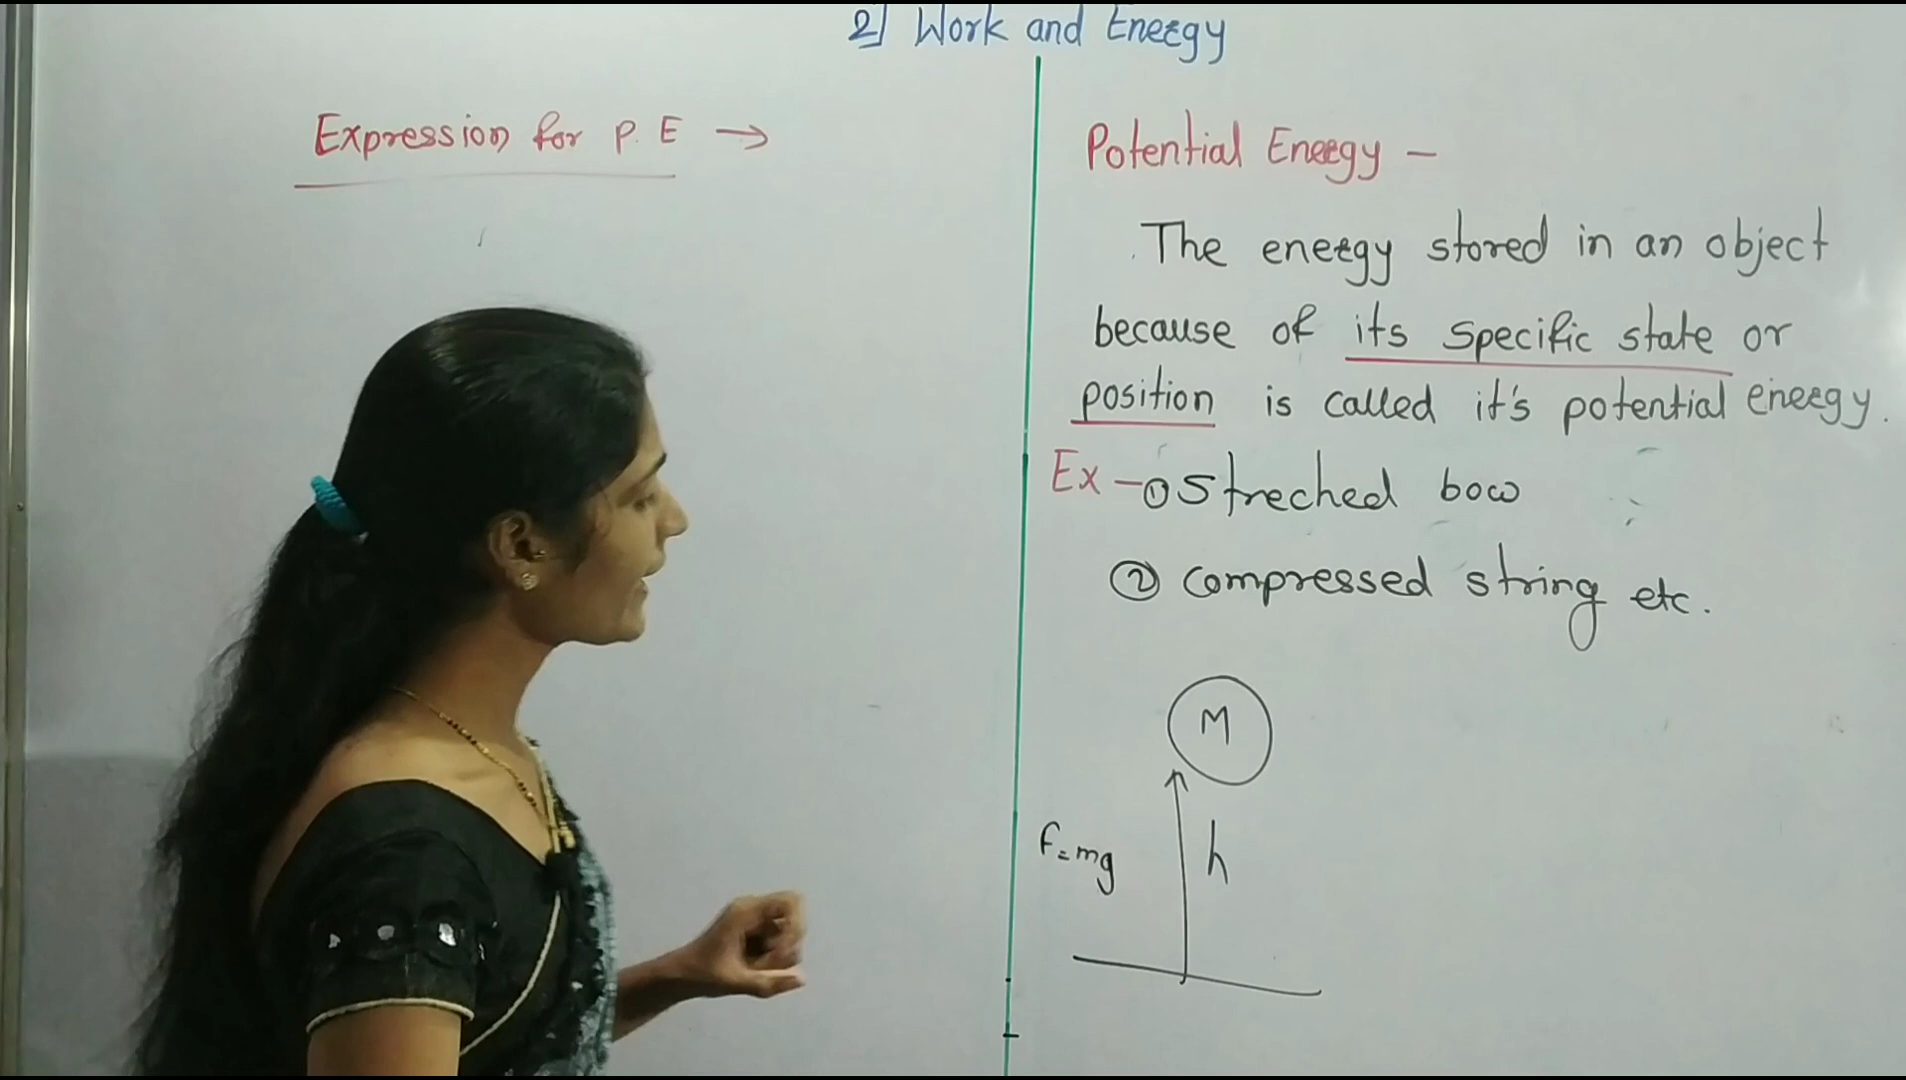 2] Work and Energy
Expression for P.E →
Potential Energy –
The energy stored in an object
because of its specific state or
position is called it's potential energy.
Ex – ① Streched bow
② compressed string etc.
M
f=mg
h